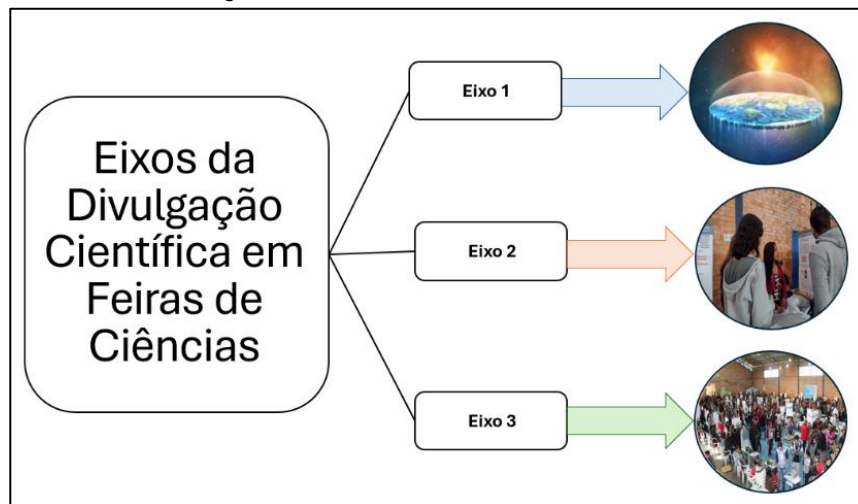 Eixos da
Divulgação
Científica em
Feiras de
Ciências
Eixo 1
Eixo 2
Eixo 3